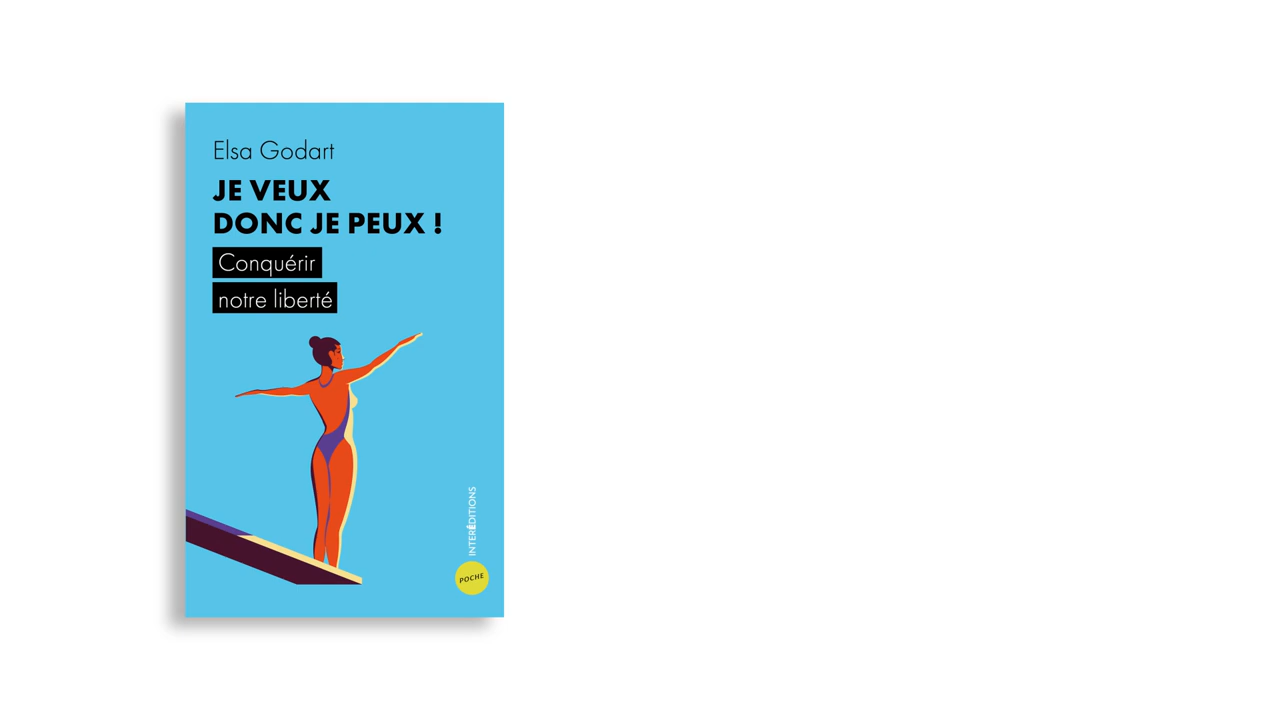 Elsa Godart
JE VEUX
DONC JE PEUX !
Conquérir
notre liberté
INTERÉDITIONS
POCHE